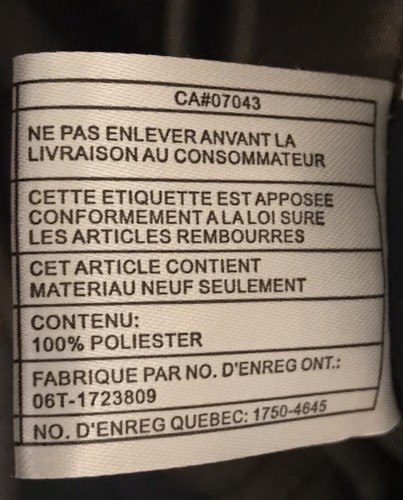 CA#07043
NE PAS ENLEVER ANVANT LA
LIVRAISON AU CONSOMMATEUR
CETTE ETIQUETTE EST APPOSEE
CONFORMEMENT A LA LOI SURE
LES ARTICLES REMBOURRES
CET ARTICLE CONTIENT
MATERIAU NEUF SEULEMENT
CONTENU:
100% POLIESTER
FABRIQUE PAR NO. D'ENREG ONT.:
06T-1723809
NO. D'ENREG QUEBEC: 1750-4645